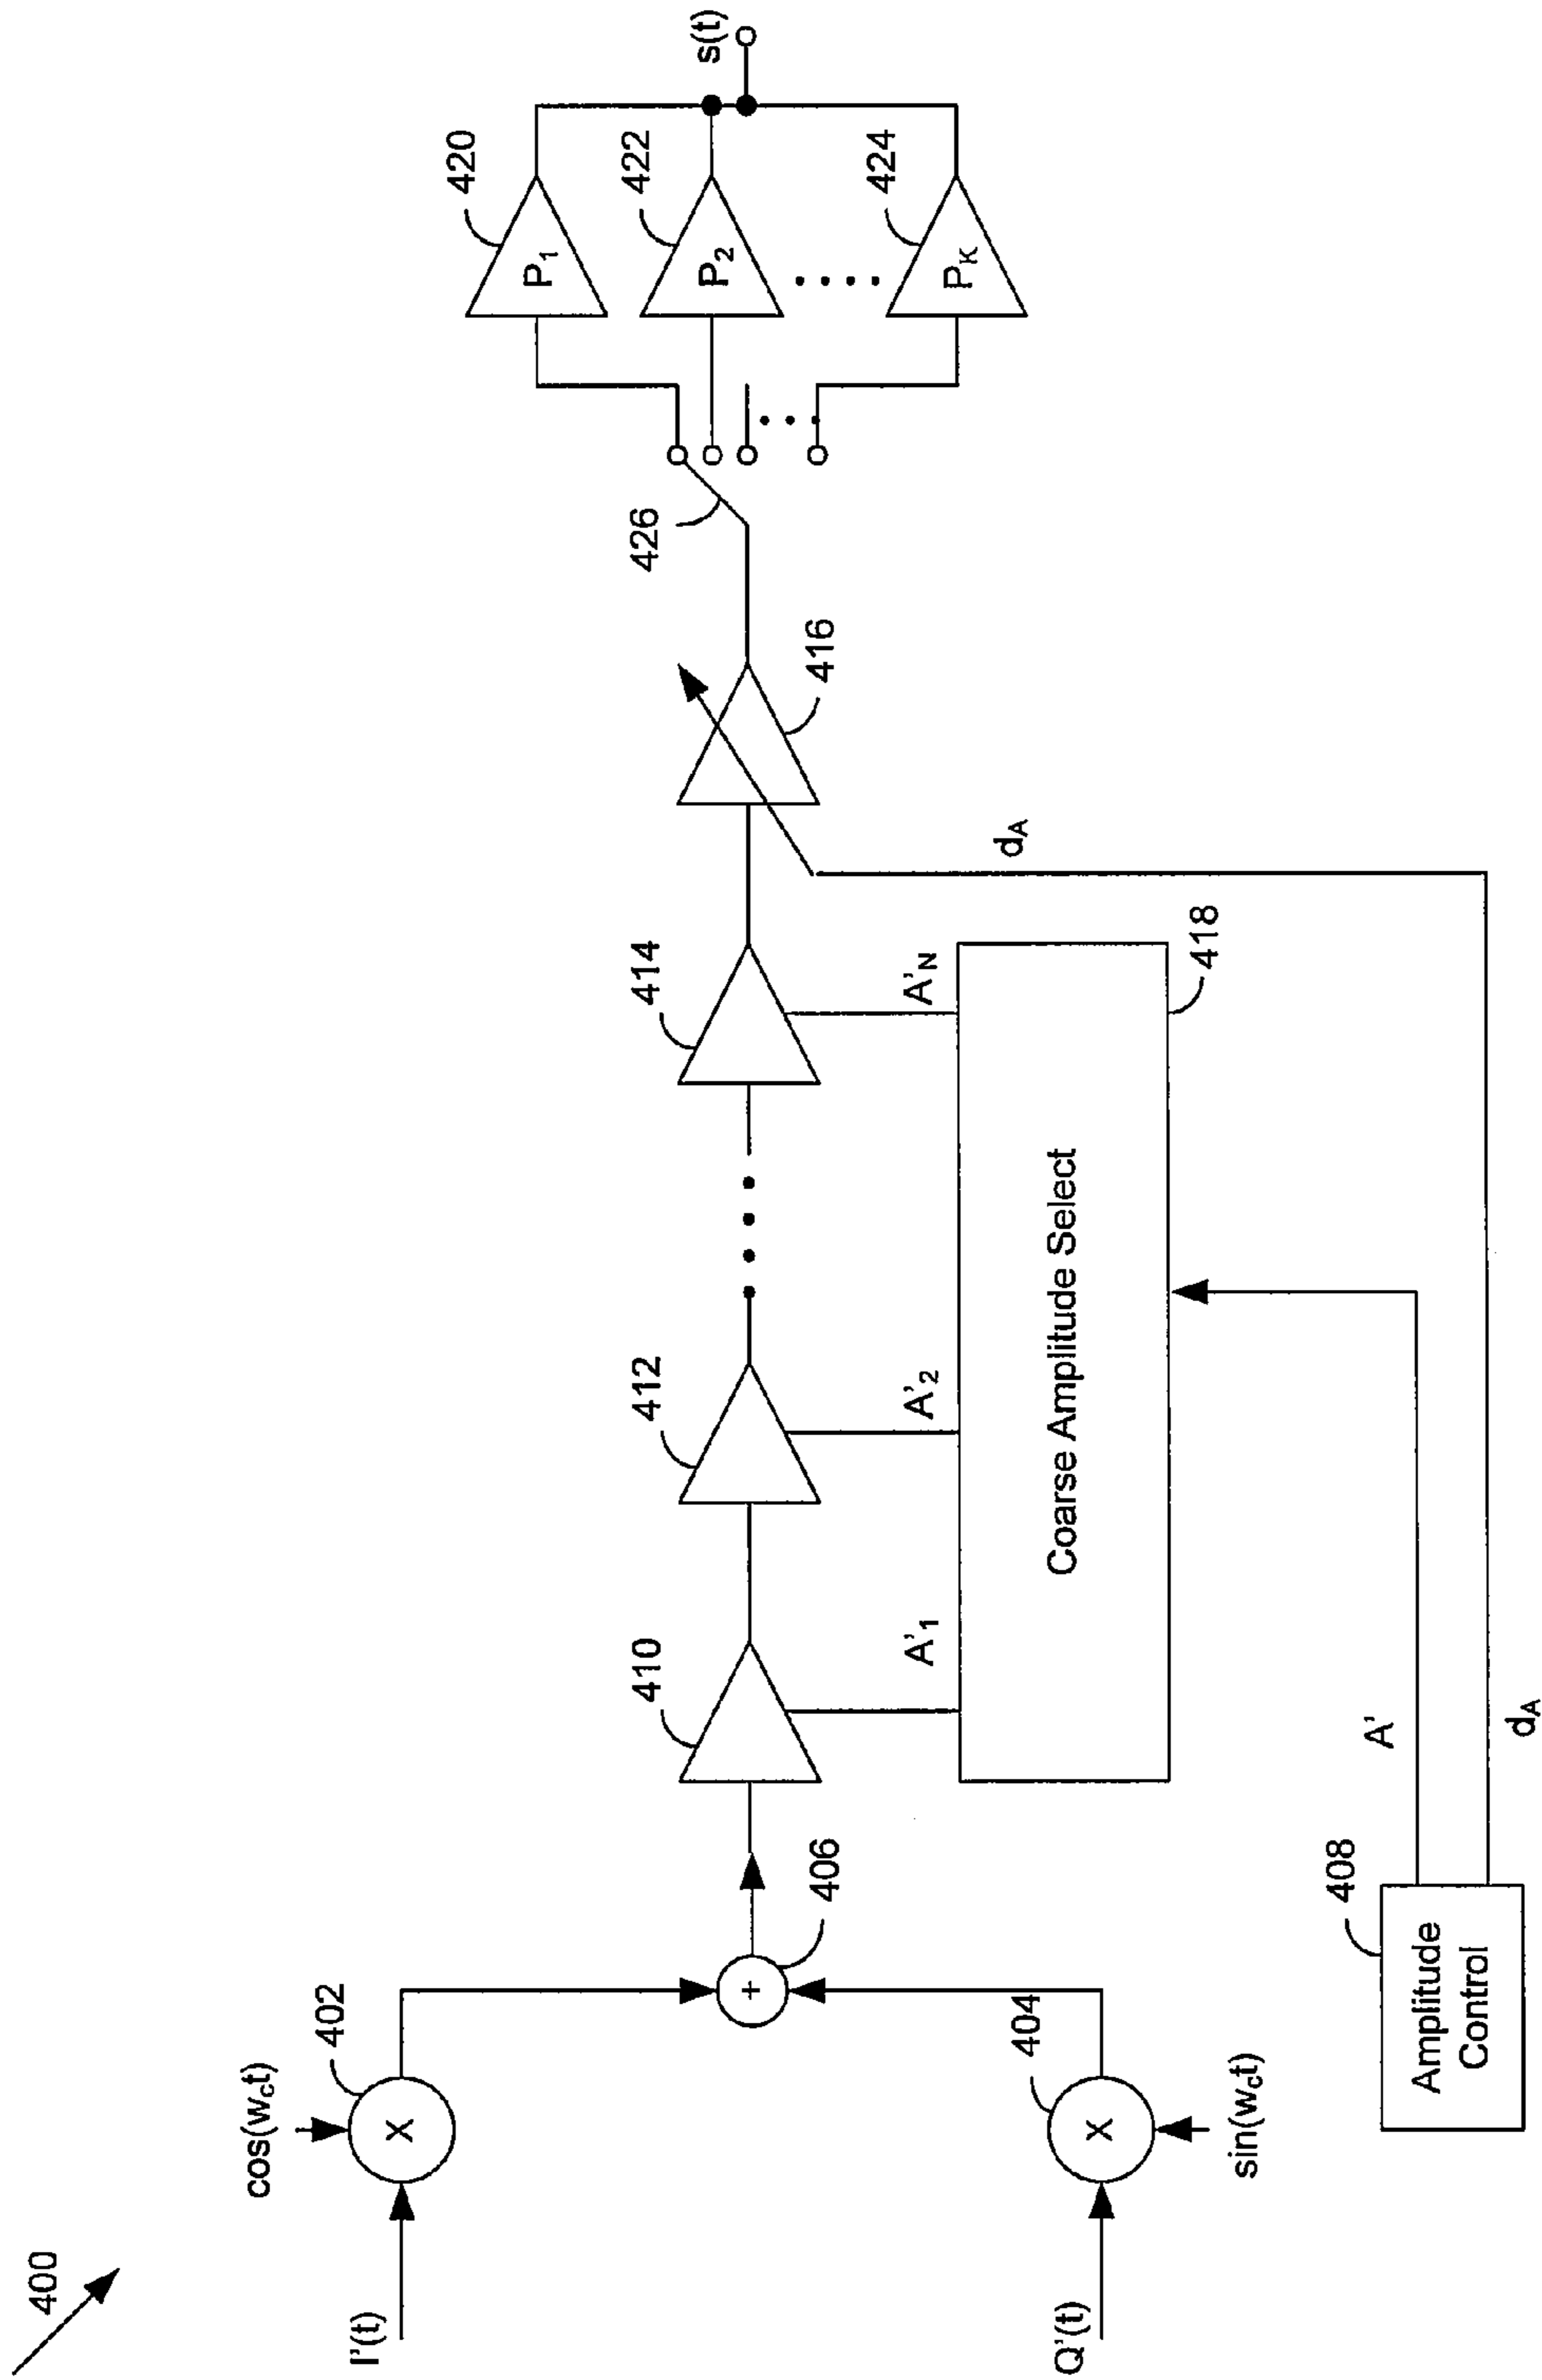 400
I'(t)
cos(w_ct)
X
402
Q'(t)
sin(w_ct)
X
404
+
406
Amplitude
Control
408
A'
d_A
410
412
414
416
A'_1
A'_2
A'_N
Coarse Amplitude Select
418
d_A
426
P_1
420
P_2
422
P_K
424
s(t)